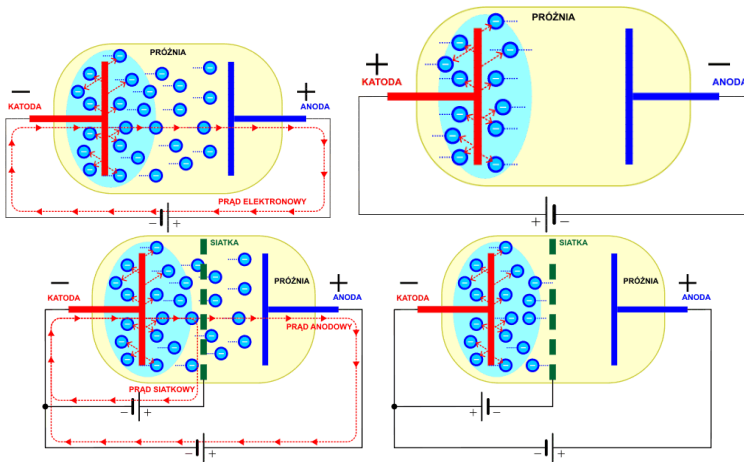 PRÓŻNIA
−
+
KATODA
ANODA
PRĄD ELEKTRONOWY
− +
PRÓŻNIA
+
−
KATODA
ANODA
+ −
SIATKA
−
PRÓŻNIA
+
KATODA
ANODA
PRĄD ANODOWY
PRĄD SIATKOWY
− +
− +
SIATKA
−
PRÓŻNIA
+
KATODA
ANODA
− +
− +